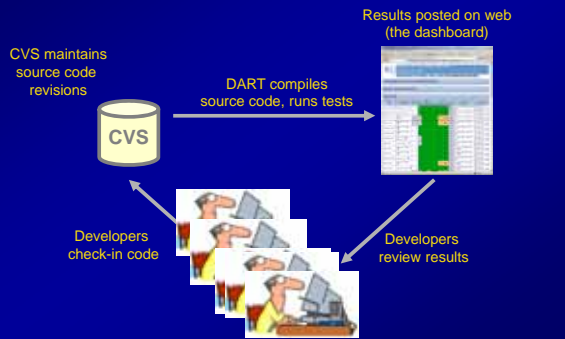 Results posted on web
(the dashboard)
CVS maintains
source code
revisions
DART compiles
source code, runs tests
CVS
Developers
check-in code
Developers
review results